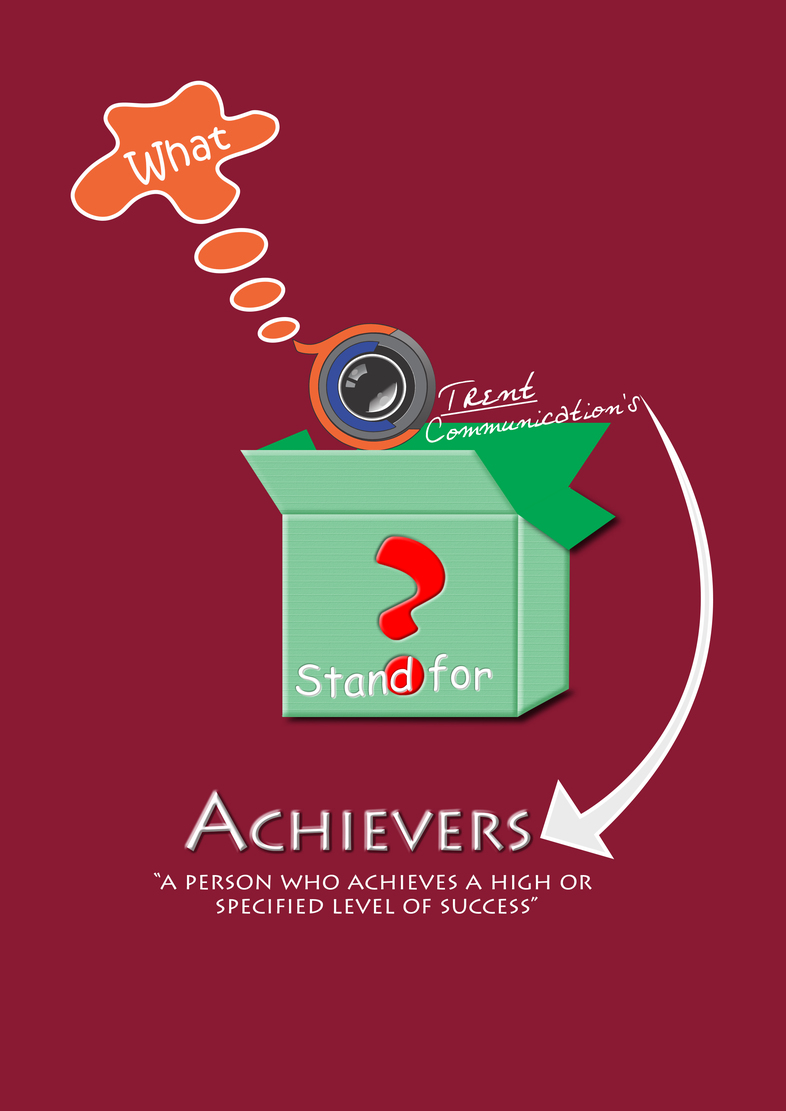 What
TRENT
Communication's
?
Stand for
ACHIEVERS
“A PERSON WHO ACHIEVES A HIGH OR
SPECIFIED LEVEL OF SUCCESS”